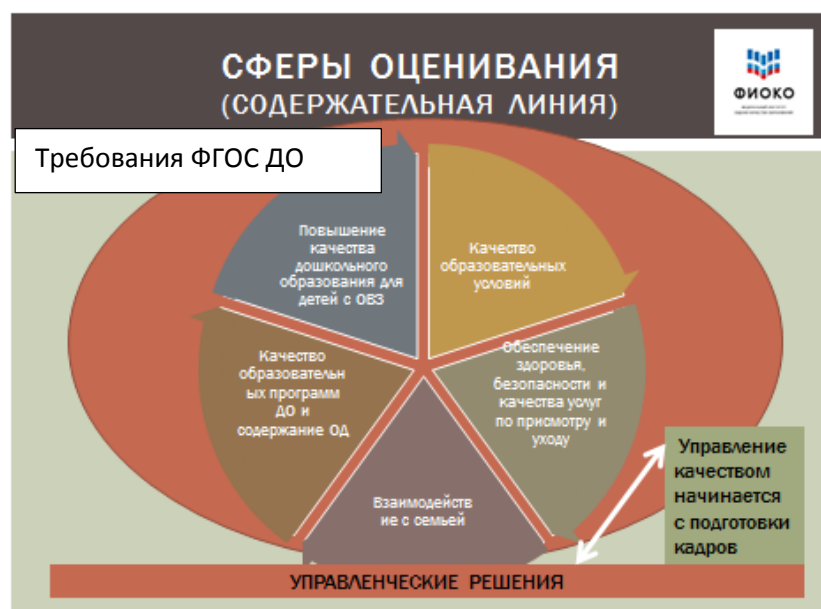 СФЕРЫ ОЦЕНИВАНИЯ
(СОДЕРЖАТЕЛЬНАЯ ЛИНИЯ)
ФИОКО
Требования ФГОС ДО
Повышение
качества
дошкольного
образования для
детей с ОВЗ
Качество
образовательных
условий
Качество
образовательн
ых программ
ДО и
содержание ОД
Обеспечение
здоровья,
безопасности и
качества услуг
по присмотру и
уходу
Взаимодейств
ие с семьей
Управление
качеством
начинается
с подготовки
кадров
УПРАВЛЕНЧЕСКИЕ РЕШЕНИЯ